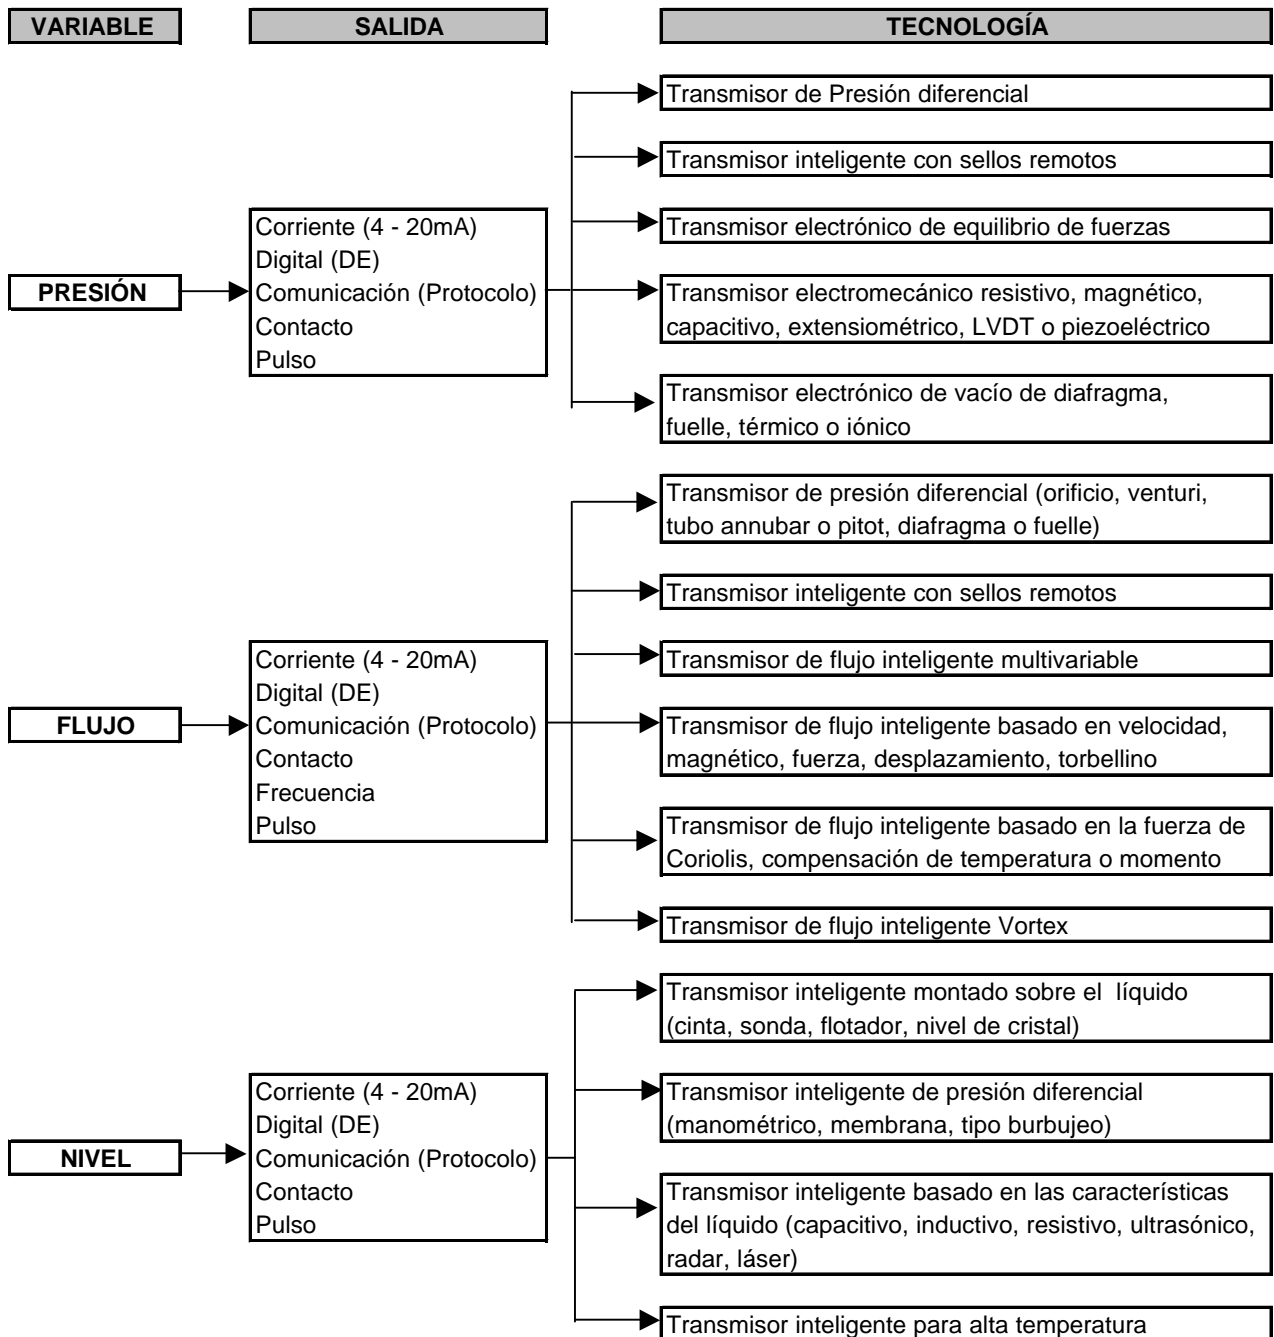 VARIABLE
SALIDA
TECNOLOGÍA
PRESIÓN
Corriente (4 - 20mA)
Digital (DE)
Comunicación (Protocolo)
Contacto
Pulso
Transmisor de Presión diferencial
Transmisor inteligente con sellos remotos
Transmisor electrónico de equilibrio de fuerzas
Transmisor electromecánico resistivo, magnético,
capacitivo, extensiométrico, LVDT o piezoeléctrico
Transmisor electrónico de vacío de diafragma,
fuelle, térmico o iónico
FLUJO
Corriente (4 - 20mA)
Digital (DE)
Comunicación (Protocolo)
Contacto
Frecuencia
Pulso
Transmisor de presión diferencial (orificio, venturi,
tubo annubar o pitot, diafragma o fuelle)
Transmisor inteligente con sellos remotos
Transmisor de flujo inteligente multivariable
Transmisor de flujo inteligente basado en velocidad,
magnético, fuerza, desplazamiento, torbellino
Transmisor de flujo inteligente basado en la fuerza de
Coriolis, compensación de temperatura o momento
Transmisor de flujo inteligente Vortex
NIVEL
Corriente (4 - 20mA)
Digital (DE)
Comunicación (Protocolo)
Contacto
Pulso
Transmisor inteligente montado sobre el líquido
(cinta, sonda, flotador, nivel de cristal)
Transmisor inteligente de presión diferencial
(manométrico, membrana, tipo burbujeo)
Transmisor inteligente basado en las características
del líquido (capacitivo, inductivo, resistivo, ultrasónico,
radar, láser)
Transmisor inteligente para alta temperatura